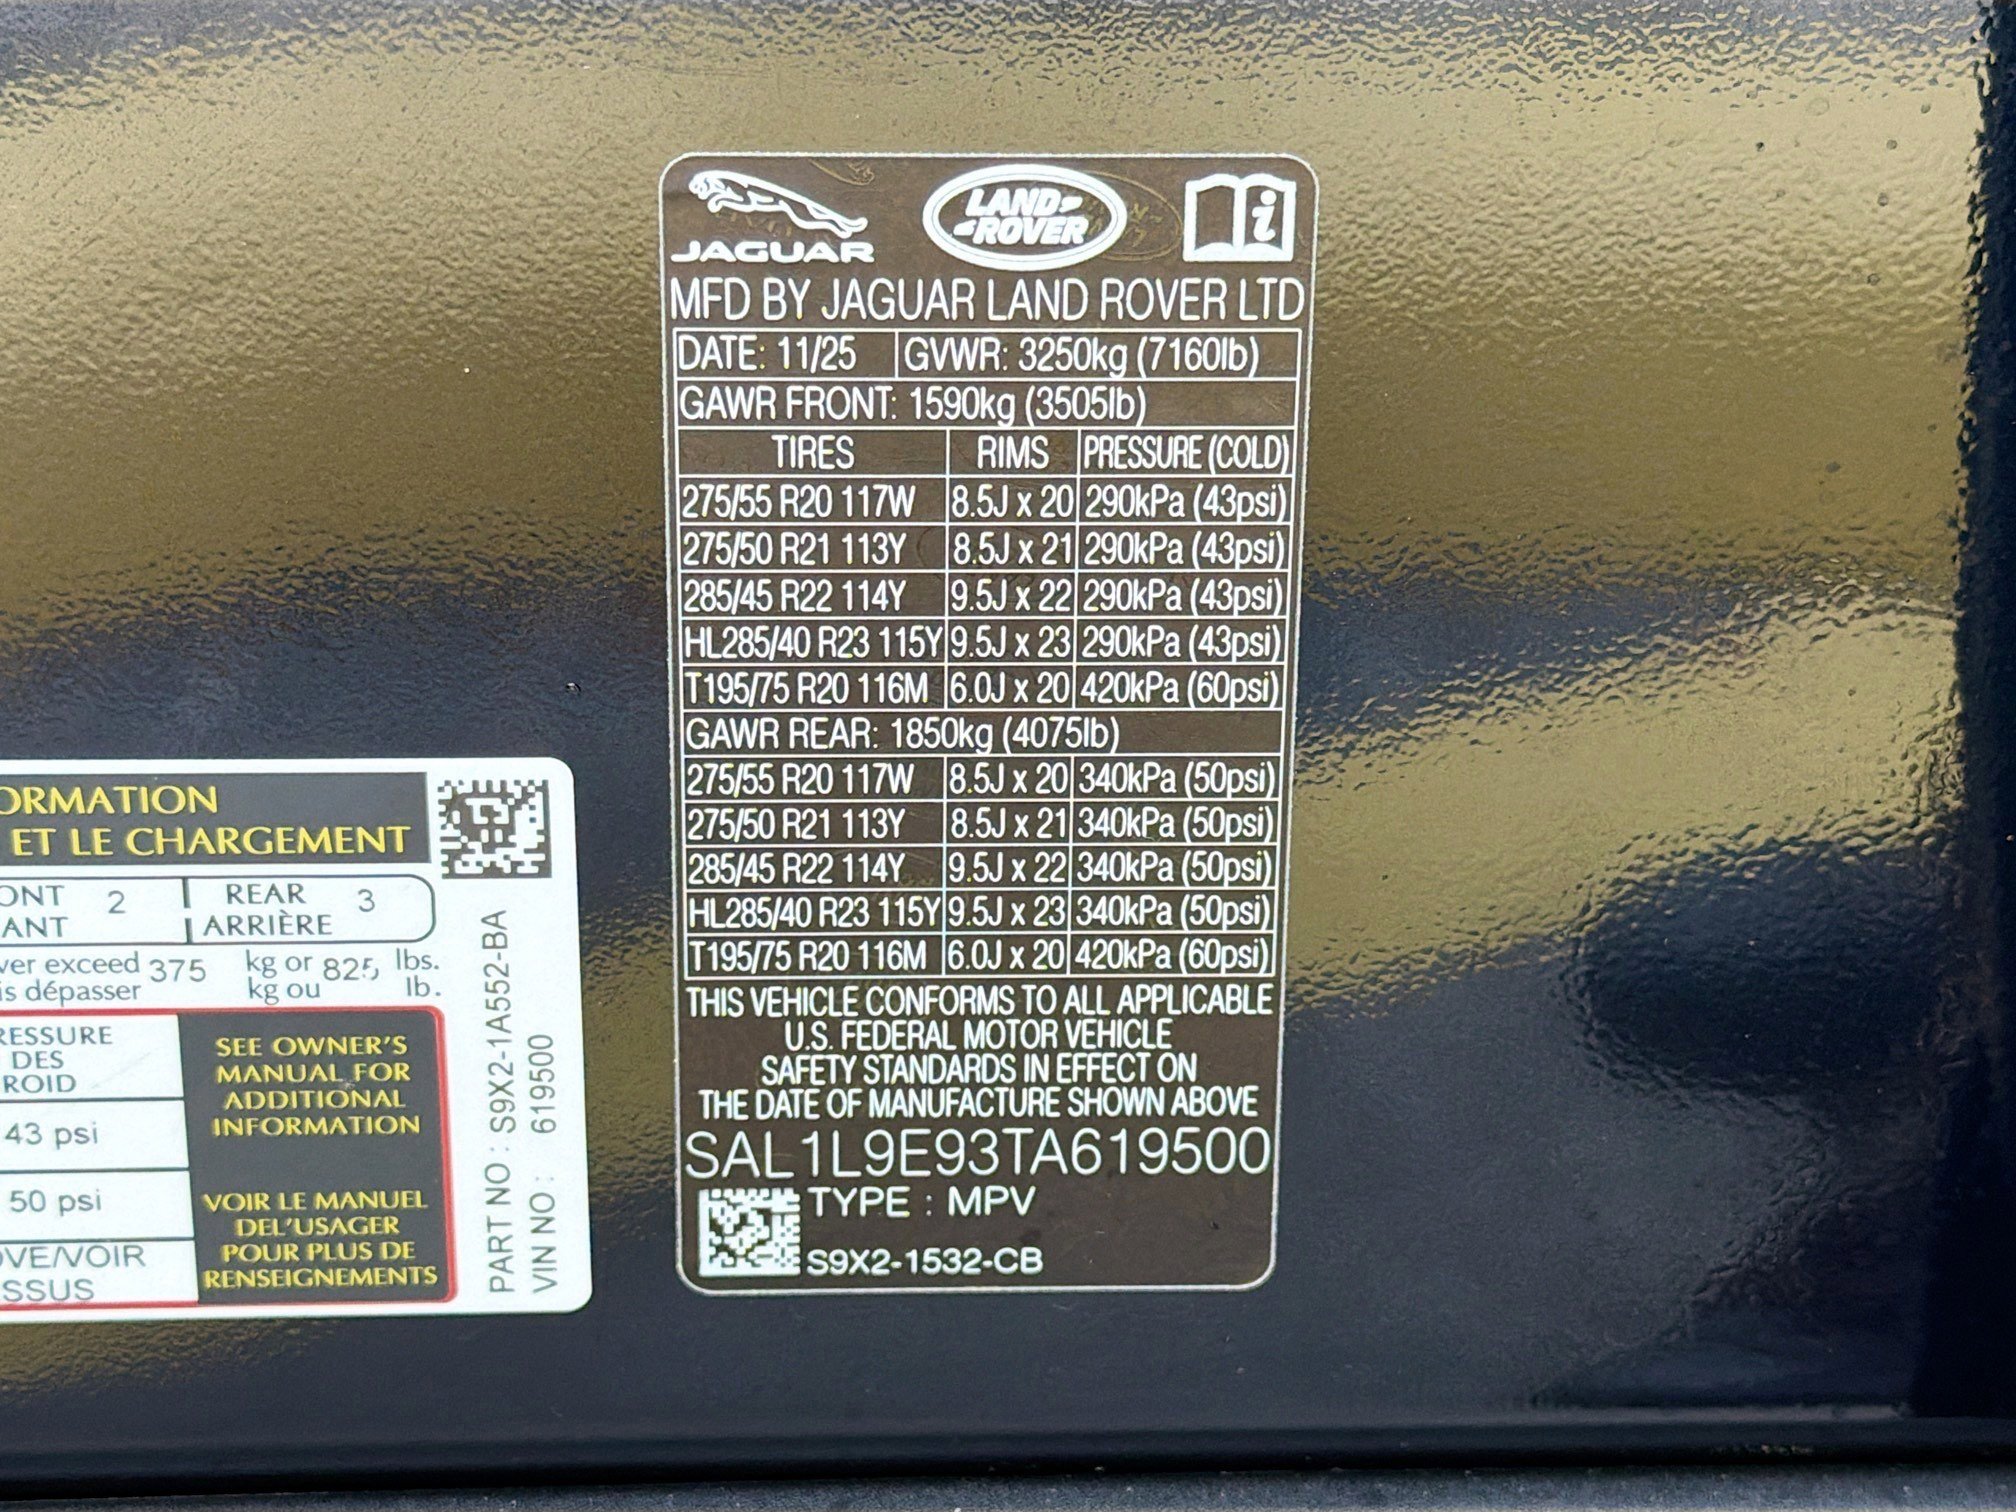 JAGUAR
LAND ROVER
MFD BY JAGUAR LAND ROVER LTD
DATE: 11/25 GVWR: 3250kg (7160lb)
GAWR FRONT: 1590kg (3505lb)
TIRES RIMS PRESSURE (COLD)
275/55 R20 117W 8.5J x 20 290kPa (43psi)
275/50 R21 113Y 8.5J x 21 290kPa (43psi)
285/45 R22 114Y 9.5J x 22 290kPa (43psi)
HL285/40 R23 115Y 9.5J x 23 290kPa (43psi)
T195/75 R20 116M 6.0J x 20 420kPa (60psi)
GAWR REAR: 1850kg (4075lb)
275/55 R20 117W 8.5J x 20 340kPa (50psi)
275/50 R21 113Y 8.5J x 21 340kPa (50psi)
285/45 R22 114Y 9.5J x 22 340kPa (50psi)
HL285/40 R23 115Y 9.5J x 23 340kPa (50psi)
T195/75 R20 116M 6.0J x 20 420kPa (60psi)
THIS VEHICLE CONFORMS TO ALL APPLICABLE
U.S. FEDERAL MOTOR VEHICLE
SAFETY STANDARDS IN EFFECT ON
THE DATE OF MANUFACTURE SHOWN ABOVE
SAL1L9E93TA619500
TYPE : MPV
S9X2-1532-CB
ORMATION
ET LE CHARGEMENT
ONT 2 REAR 3
ANT ARRIÈRE
ver exceed 375 kg or 825 lbs.
is dépasser kg ou lb.
RESSURE
DES
ROID
43 psi
50 psi
OVE/VOIR
SSUS
SEE OWNER'S
MANUAL FOR
ADDITIONAL
INFORMATION
VOIR LE MANUEL
DEL'USAGER
POUR PLUS DE
RENSEIGNEMENTS
PART NO : S9X2-1A552-BA
VIN NO : 619500